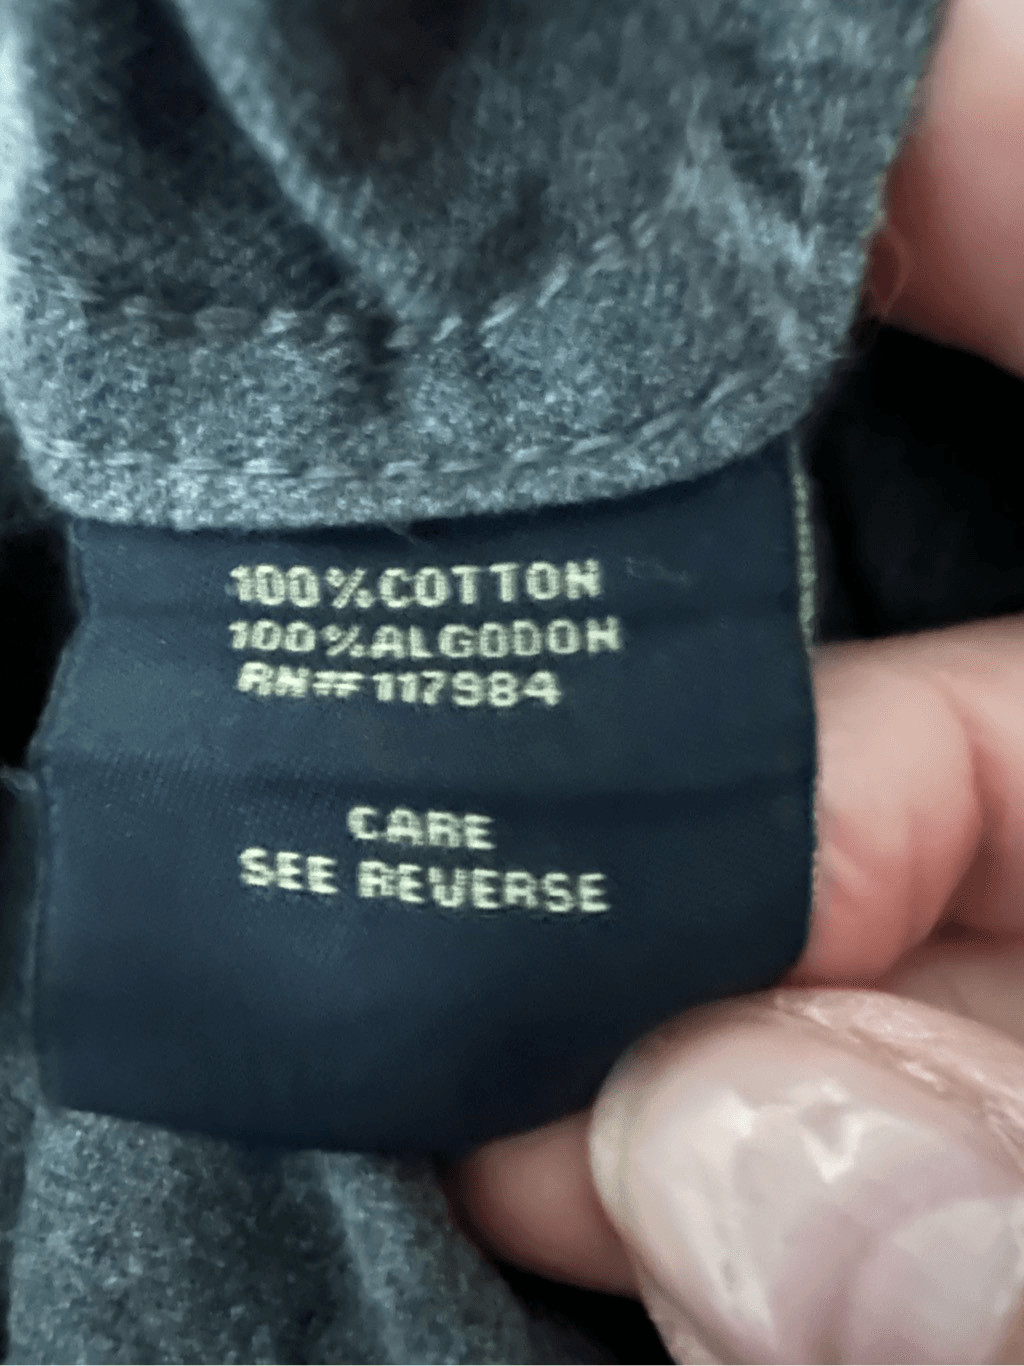 100% COTTON
100% ALGODON
RN# 117984
CARE
SEE REVERSE